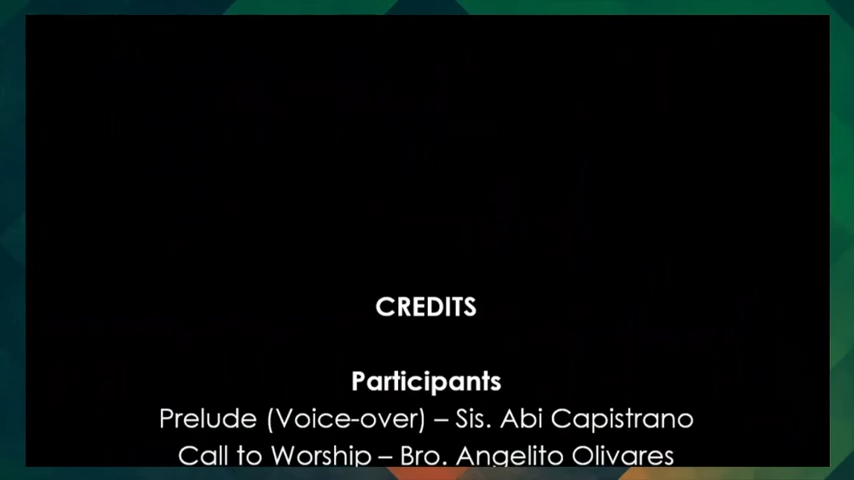 CREDITS
Participants
Prelude (Voice-over) – Sis. Abi Capistrano
Call to Worship – Bro. Angelito Olivares